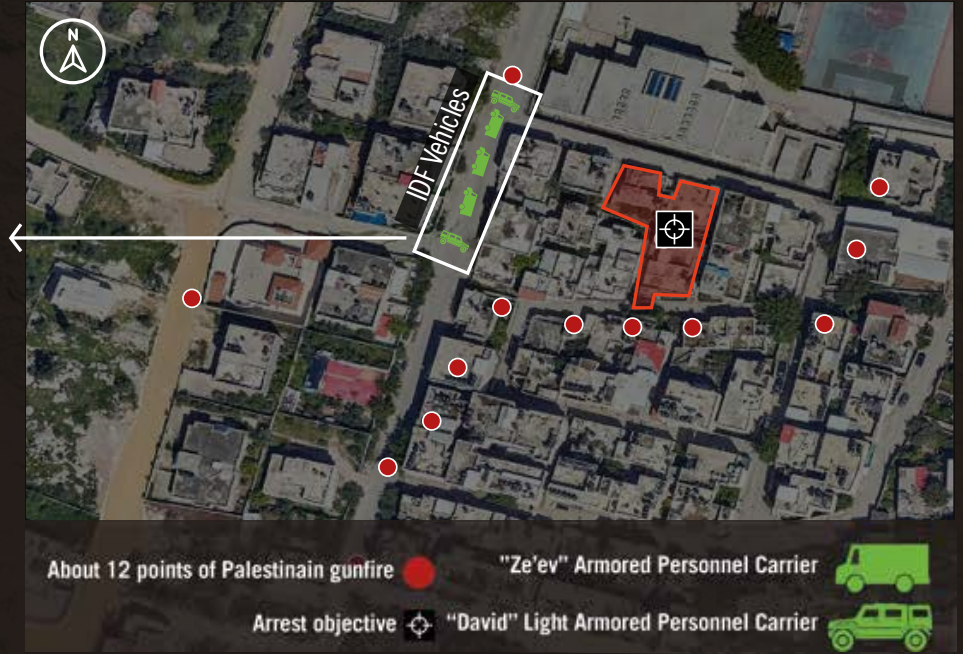 N
IDF Vehicles
About 12 points of Palestinain gunfire
"Ze'ev" Armored Personnel Carrier
Arrest objective
“David” Light Armored Personnel Carrier